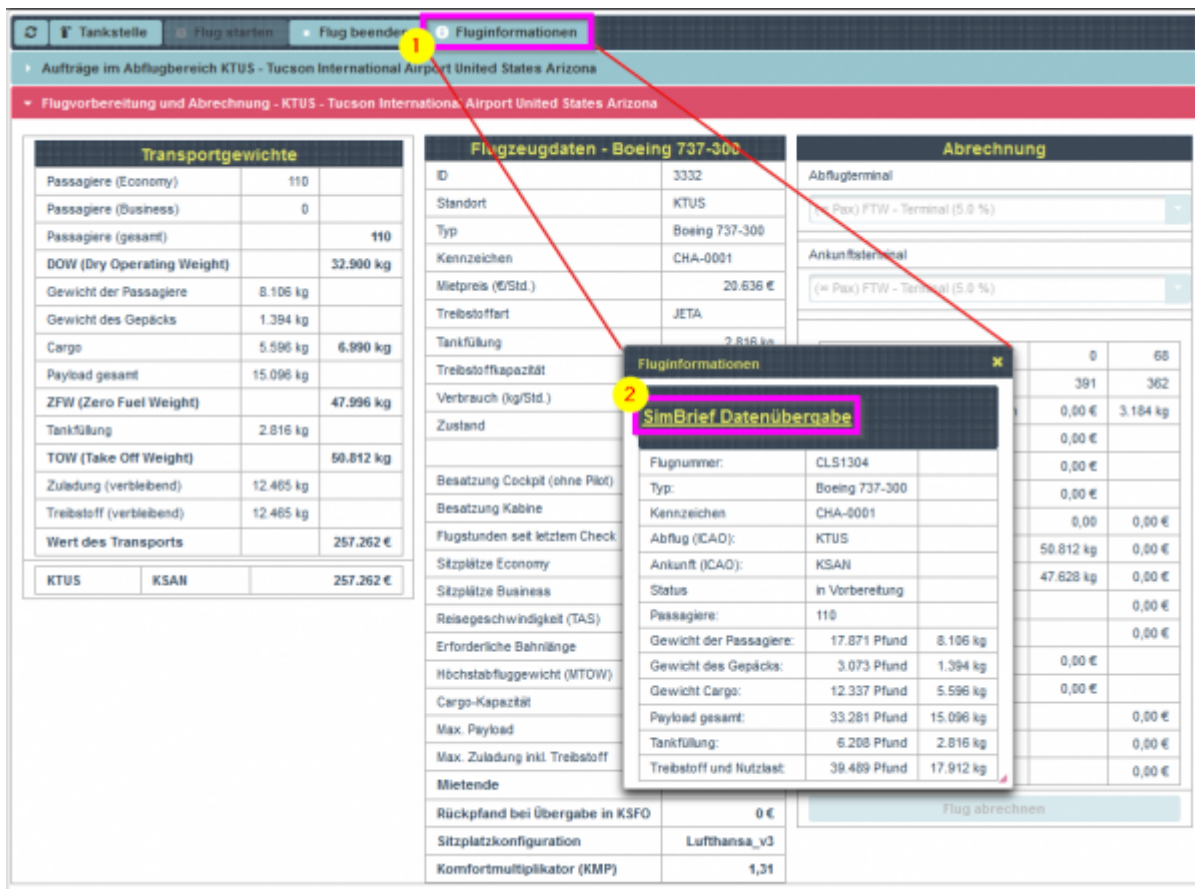 Tankstelle Flug starten Flug beenden Fluginformationen
1
Aufträge im Abflugbereich KTUS - Tucson International Airport United States Arizona
Flugvorbereitung und Abrechnung - KTUS - Tucson International Airport United States Arizona
Transportgewichte
Passagiere (Economy) 110
Passagiere (Business) 0
Passagiere (gesamt) 110
DOW (Dry Operating Weight) 32.900 kg
Gewicht der Passagiere 8.106 kg
Gewicht des Gepäcks 1.394 kg
Cargo 5.596 kg 6.990 kg
Payload gesamt 15.096 kg
ZFW (Zero Fuel Weight) 47.996 kg
Tankfüllung 2.816 kg
TOW (Take Off Weight) 50.812 kg
Zuladung (verbleibend) 12.465 kg
Treibstoff (verbleibend) 12.465 kg
Wert des Transports 257.262 €
KTUS KSAN 257.262 €
Flugzeugdaten - Boeing 737-300
ID 3332
Standort KTUS
Typ Boeing 737-300
Kennzeichen CHA-0001
Mietpreis (€/Std.) 20.636 €
Treibstoffart JETA
Tankfüllung 2.816 kg
Treibstoffkapazität
Verbrauch (kg/Std.)
Zustand
Besatzung Cockpit (ohne Pilot)
Besatzung Kabine
Flugstunden seit letztem Check
Sitzplätze Economy
Sitzplätze Business
Reisegeschwindigkeit (TAS)
Erforderliche Bahnlänge
Höchstabfluggewicht (MTOW)
Cargo-Kapazität
Max. Payload
Max. Zuladung inkl. Treibstoff
Mietende
Rückpfand bei Übergabe in KSFO 0 €
Sitzplatzkonfiguration Lufthansa_v3
Komfortmultiplikator (KMP) 1,31
Abrechnung
Abflugterminal
(= Pax) FTW - Terminal (5.0 %)
Ankunftsterminal
(= Pax) FTW - Terminal (5.0 %)
0 68
391 362
0,00 € 3.184 kg
0,00 €
0,00 €
0,00 €
0,00 0,00 €
50.812 kg 0,00 €
47.628 kg 0,00 €
0,00 €
0,00 €
0,00 €
0,00 €
0,00 €
0,00 €
0,00 €
Flug abrechnen
Fluginformationen
2
SimBrief Datenübergabe
Flugnummer: CLS1304
Typ: Boeing 737-300
Kennzeichen CHA-0001
Abflug (ICAO): KTUS
Ankunft (ICAO): KSAN
Status in Vorbereitung
Passagiere: 110
Gewicht der Passagiere: 17.871 Pfund 8.106 kg
Gewicht des Gepäcks: 3.073 Pfund 1.394 kg
Gewicht Cargo: 12.337 Pfund 5.596 kg
Payload gesamt: 33.281 Pfund 15.096 kg
Tankfüllung: 6.208 Pfund 2.816 kg
Treibstoff und Nutzlast: 39.489 Pfund 17.912 kg